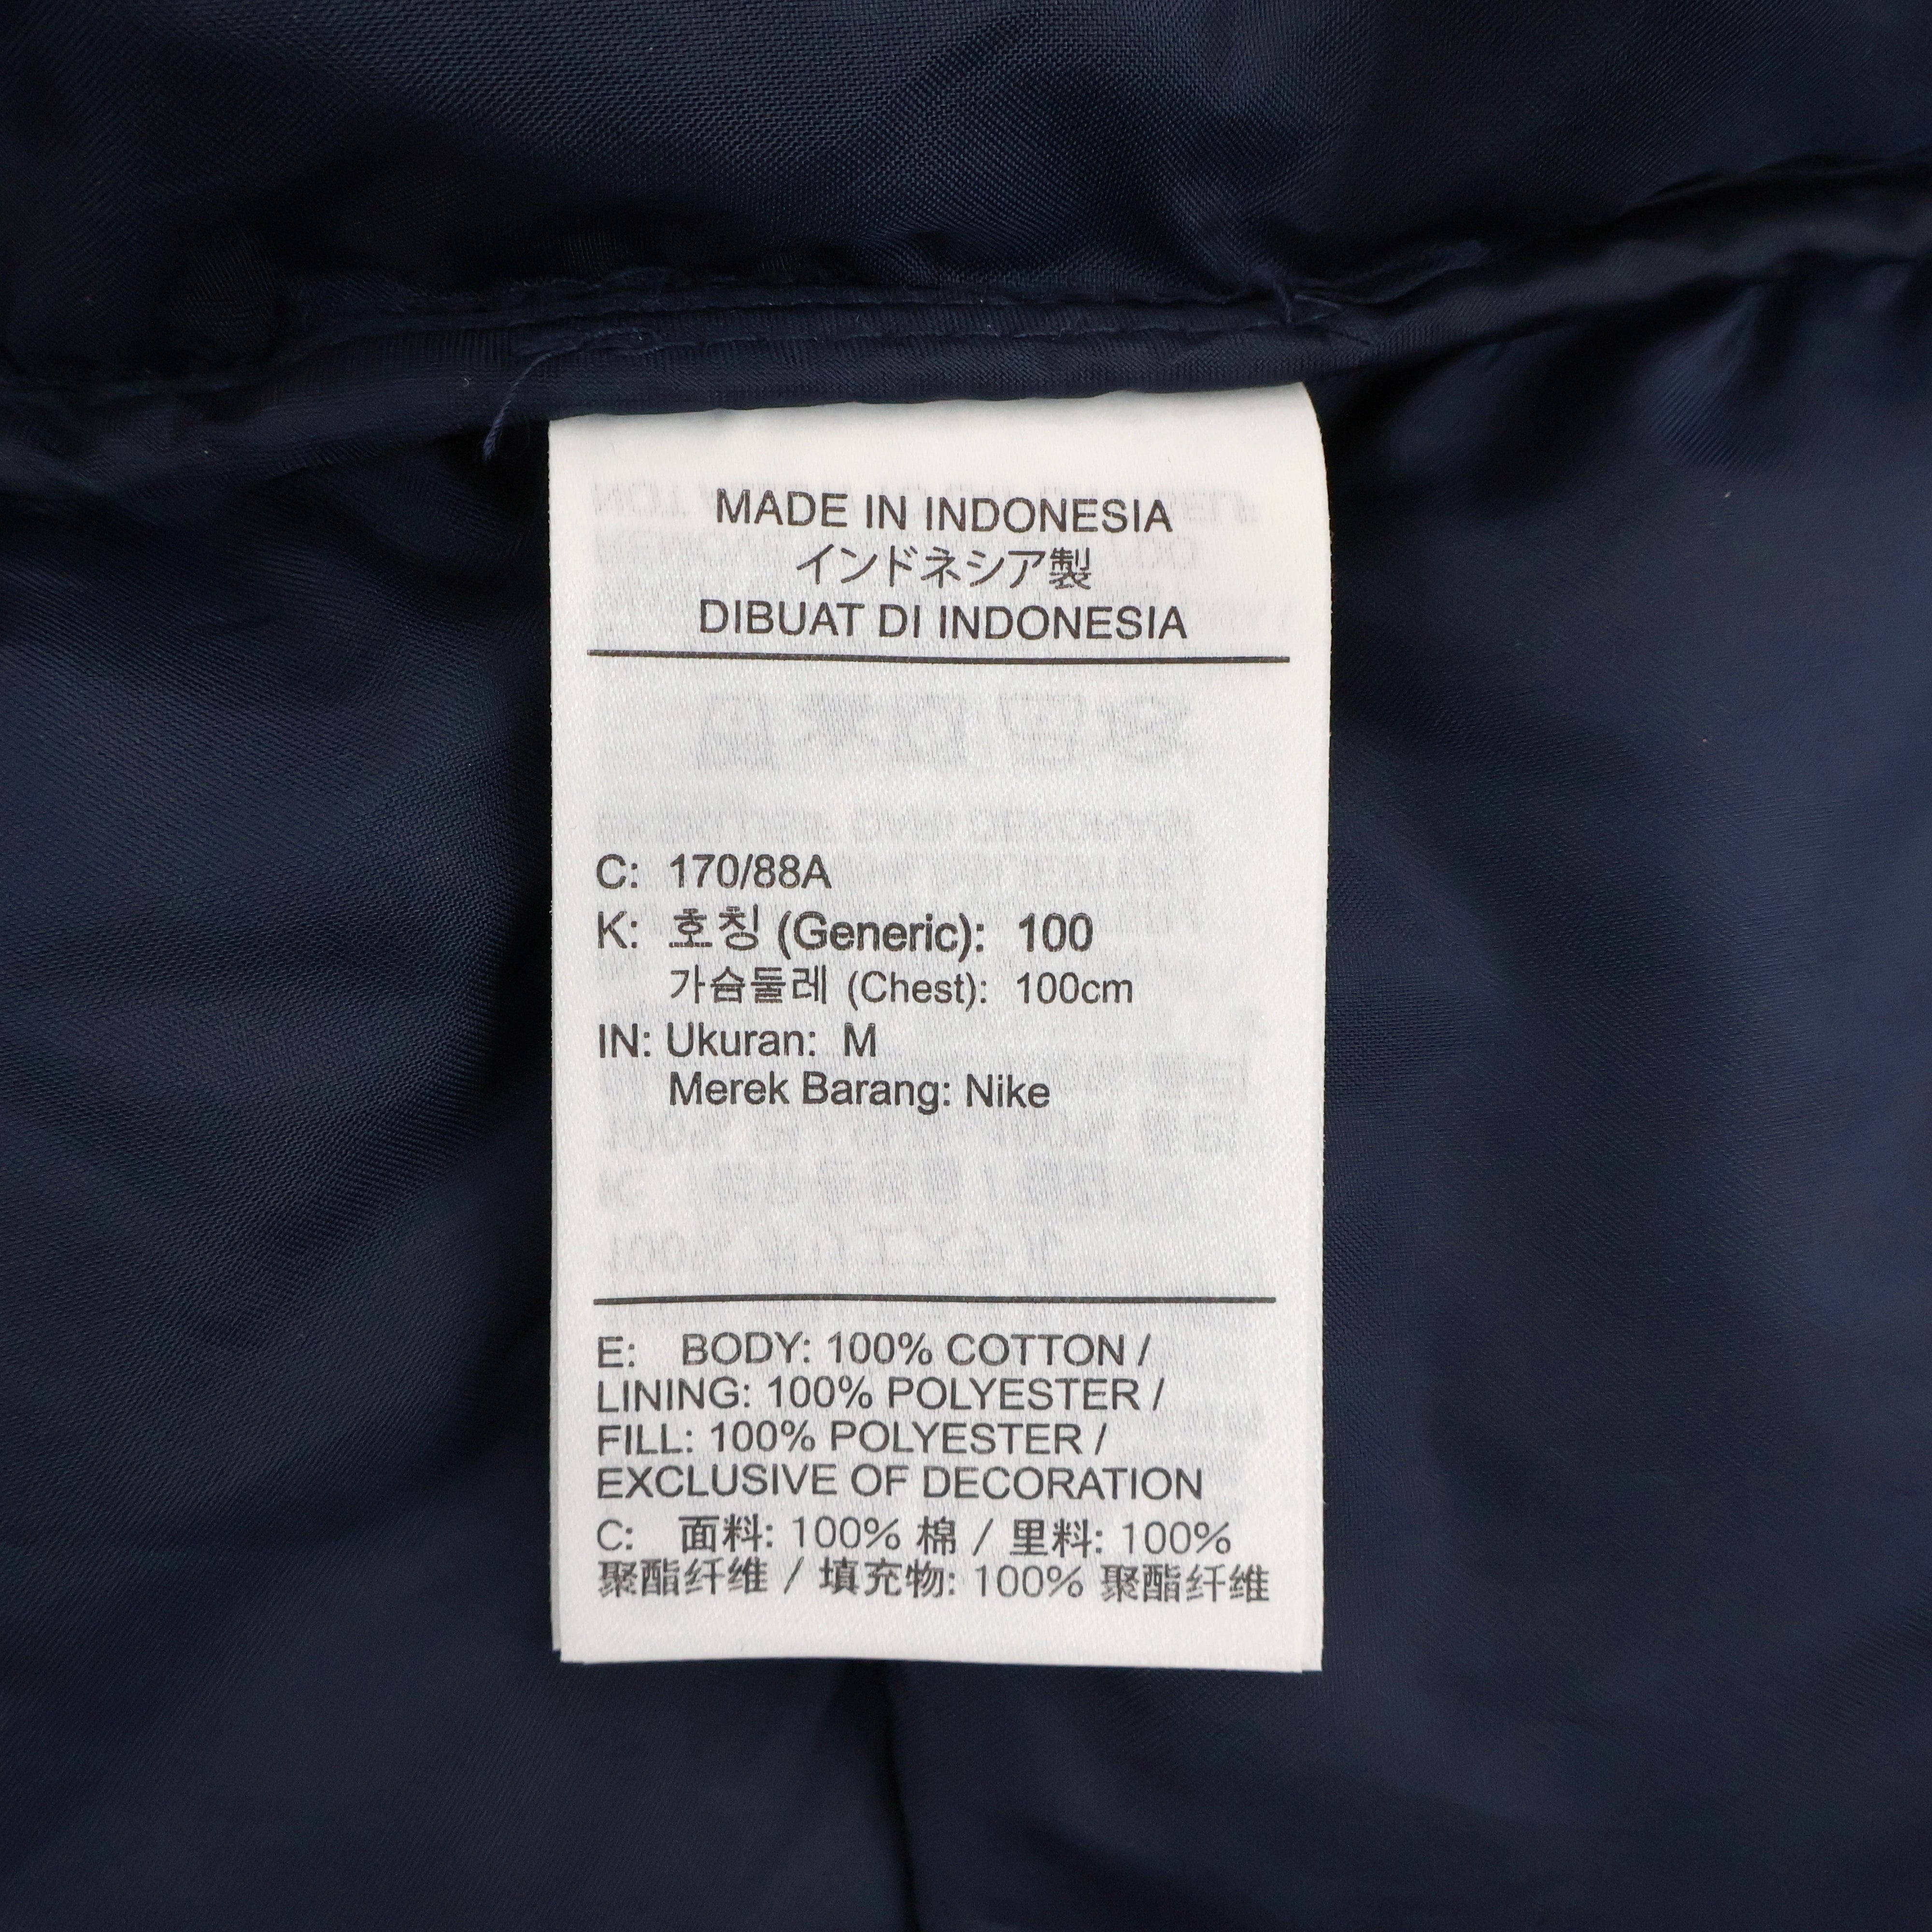 MADE IN INDONESIA
インドネシア製
DIBUAT DI INDONESIA
C: 170/88A
K: 호칭 (Generic): 100
가슴둘레 (Chest): 100cm
IN: Ukuran: M
Merek Barang: Nike
E: BODY: 100% COTTON /
LINING: 100% POLYESTER /
FILL: 100% POLYESTER /
EXCLUSIVE OF DECORATION
C: 面料: 100% 棉 / 里料: 100%
聚酯纤维 / 填充物: 100% 聚酯纤维